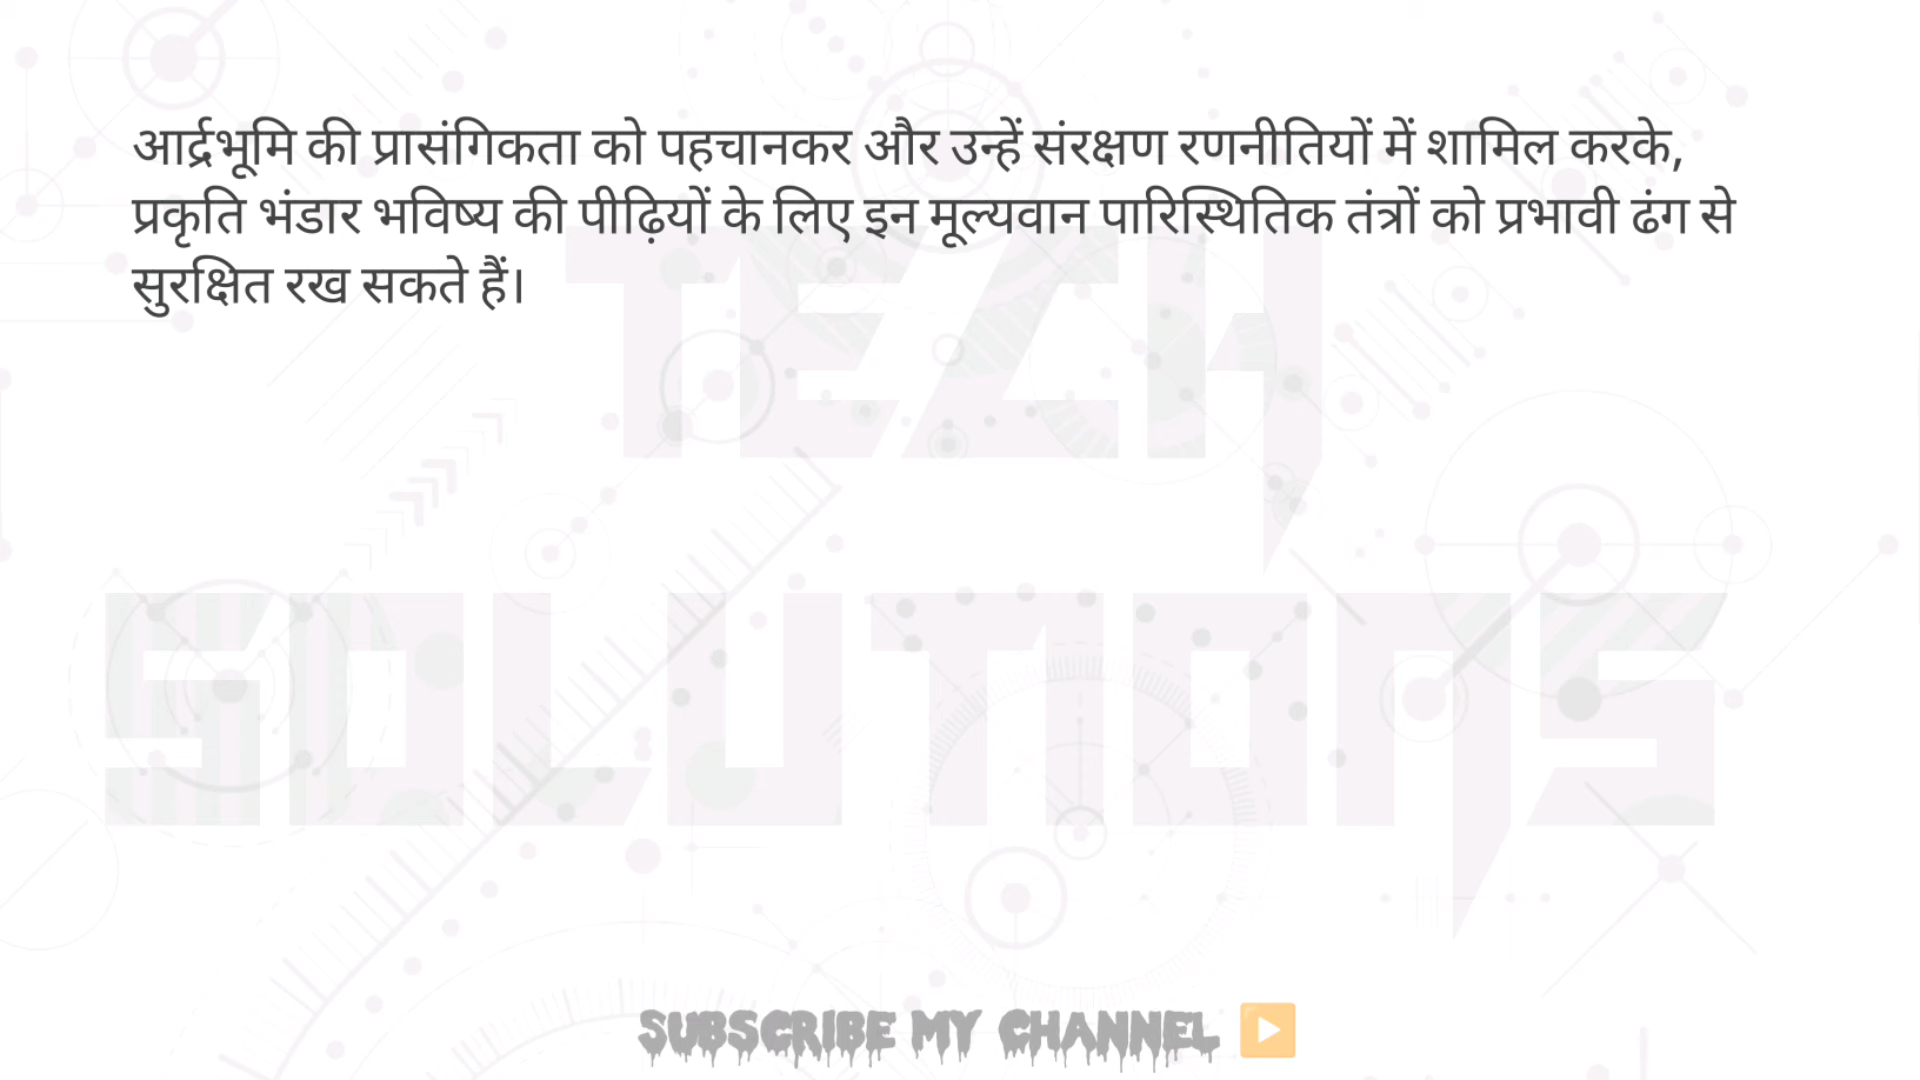 आर्द्रभूमि की प्रासंगिकता को पहचानकर और उन्हें संरक्षण रणनीतियों में शामिल करके,
प्रकृति भंडार भविष्य की पीढ़ियों के लिए इन मूल्यवान पारिस्थितिक तंत्रों को प्रभावी ढंग से
सुरक्षित रख सकते हैं।
TECH
SOLUTIONS
SUBSCRIBE MY CHANNEL